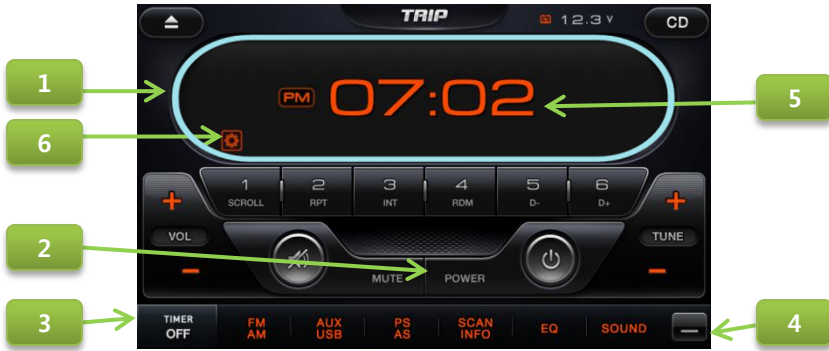 TRIP
12.3 V
CD
1
PM 07:02
5
6
1 2 3 4 5 6
SCROLL RPT INT RDM D- D+
+ +
VOL TUNE
2
- -
MUTE POWER
3
TIMER OFF
FM AM
AUX USB
PS AS
SCAN INFO
EQ
SOUND
4